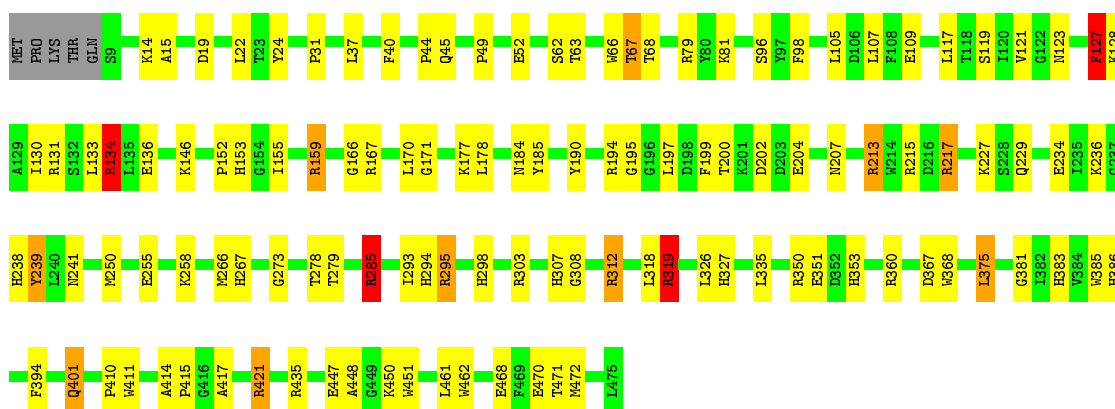 MET PRO LYS THR GLN S9 K14 A15 D19 L22 T23 Y24 P31 L37 F40 P44 Q45 P49 E52 S62 T63 W66 T67 T68 R79 Y80 K81 S96 Y97 F98 L105 D106 L107 F108 E109 L117 T118 S119 I120 V121 G122 N123 F127 K128
A129 I130 R131 S132 L133 R134 L135 E136 K146 P152 H153 G154 I155 R159 G166 R167 L170 G171 K177 L178 N184 Y185 Y190 R194 G195 G196 L197 D198 F199 T200 K201 D202 D203 E204 N207 R213 W214 R215 D216 R217 K227 S228 Q229 E234 I235 K236
H238 Y239 L240 N241 M250 E255 K258 M266 H267 G273 T278 T279 R285 I293 H294 R295 H298 R303 H307 G308 R312 L318 R319 L326 H327 L335 R350 E351 D352 H353 R360 D367 W368 L375 G381 I382 H383 V384 W385
F394 Q401 P410 W411 A414 P415 G416 A417 R421 R435 E447 A448 G449 K450 W451 L461 W462 E468 F469 E470 T471 M472 L475